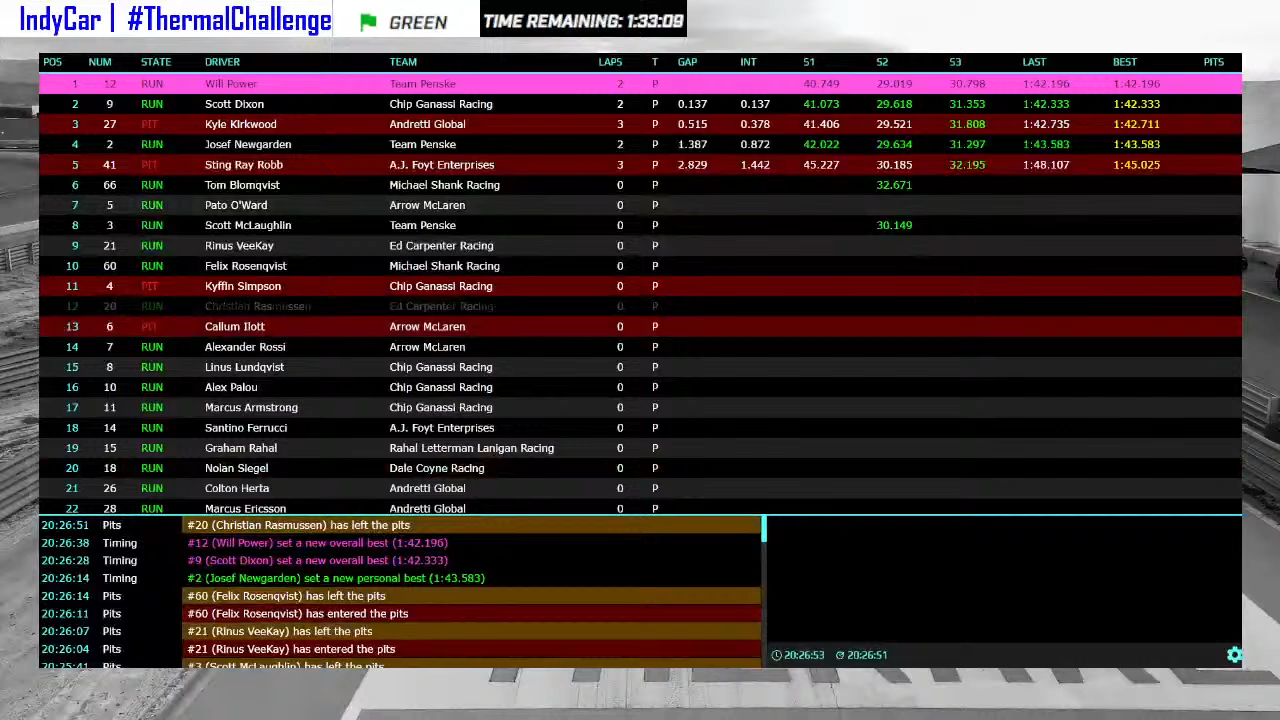 IndyCar | #ThermalChallenge GREEN TIME REMAINING: 1:33:09
POS NUM STATE DRIVER TEAM LAPS T GAP INT S1 S2 S3 LAST BEST PITS
1 12 RUN Will Power Team Penske 2 P 40.749 29.019 30.798 1:42.196 1:42.196
2 9 RUN Scott Dixon Chip Ganassi Racing 2 P 0.137 0.137 41.073 29.618 31.353 1:42.333 1:42.333
3 27 PIT Kyle Kirkwood Andretti Global 3 P 0.515 0.378 41.406 29.521 31.808 1:42.735 1:42.711
4 2 RUN Josef Newgarden Team Penske 2 P 1.387 0.872 42.022 29.634 31.297 1:43.583 1:43.583
5 41 PIT Sting Ray Robb A.J. Foyt Enterprises 3 P 2.829 1.442 45.227 30.185 32.195 1:48.107 1:45.025
6 66 RUN Tom Blomqvist Michael Shank Racing 0 P 32.671
7 5 RUN Pato O'Ward Arrow McLaren 0 P
8 3 RUN Scott McLaughlin Team Penske 0 P 30.149
9 21 RUN Rinus VeeKay Ed Carpenter Racing 0 P
10 60 RUN Felix Rosenqvist Michael Shank Racing 0 P
11 4 PIT Kyffin Simpson Chip Ganassi Racing 0 P
12 20 RUN Christian Rasmussen Ed Carpenter Racing 0 P
13 6 PIT Callum Ilott Arrow McLaren 0 P
14 7 RUN Alexander Rossi Arrow McLaren 0 P
15 8 RUN Linus Lundqvist Chip Ganassi Racing 0 P
16 10 RUN Alex Palou Chip Ganassi Racing 0 P
17 11 RUN Marcus Armstrong Chip Ganassi Racing 0 P
18 14 RUN Santino Ferrucci A.J. Foyt Enterprises 0 P
19 15 RUN Graham Rahal Rahal Letterman Lanigan Racing 0 P
20 18 RUN Nolan Siegel Dale Coyne Racing 0 P
21 26 RUN Colton Herta Andretti Global 0 P
22 28 RUN Marcus Ericsson Andretti Global 0 P
20:26:51 Pits #20 (Christian Rasmussen) has left the pits
20:26:38 Timing #12 (Will Power) set a new overall best (1:42.196)
20:26:28 Timing #9 (Scott Dixon) set a new overall best (1:42.333)
20:26:14 Timing #2 (Josef Newgarden) set a new personal best (1:43.583)
20:26:14 Pits #60 (Felix Rosenqvist) has left the pits
20:26:11 Pits #60 (Felix Rosenqvist) has entered the pits
20:26:07 Pits #21 (Rinus VeeKay) has left the pits
20:26:04 Pits #21 (Rinus VeeKay) has entered the pits
20:25:41 Pits #3 (Scott McLaughlin) has left the pits
20:26:53 20:26:51